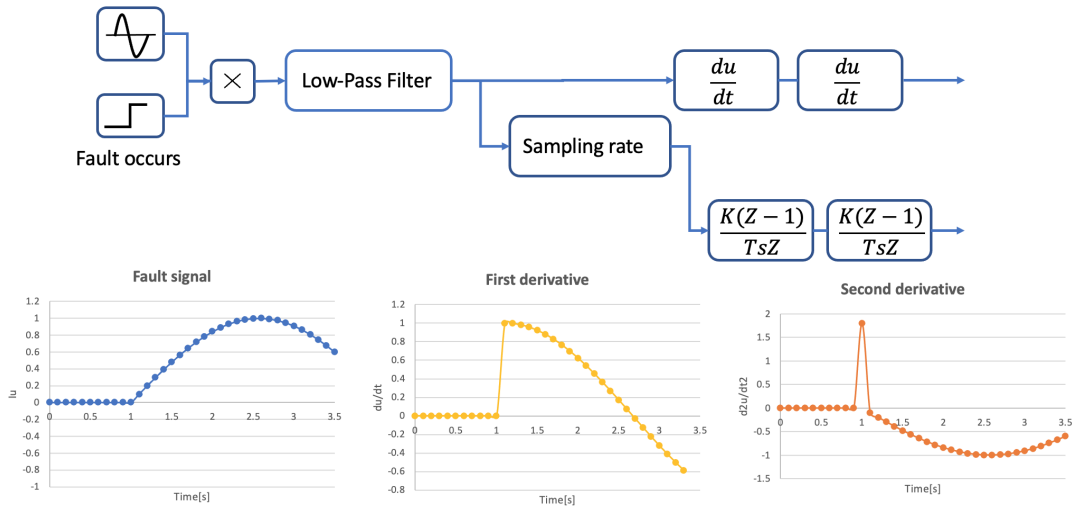 ×
Low-Pass Filter
du
dt
du
dt
Fault occurs
Sampling rate
K(Z − 1)
TsZ
K(Z − 1)
TsZ
Fault signal
1.2
1
0.8
0.6
0.4
0.2
0
-0.2
-0.4
-0.6
-0.8
-1
0 0.5 1 1.5 2 2.5 3 3.5
Iu
Time[s]
First derivative
1.2
1
0.8
0.6
0.4
0.2
0
-0.2
-0.4
-0.6
-0.8
0 0.5 1 1.5 2 2.5 3 3.5
du/dt
Time[s]
Second derivative
2
1.5
1
0.5
0
-0.5
-1
-1.5
0 0.5 1 1.5 2 2.5 3 3.5
d2u/dt2
Time[s]